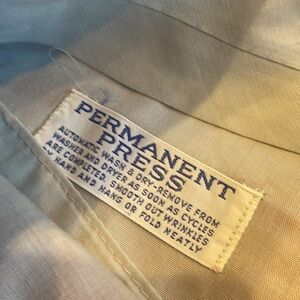 PERMANENT
PRESS
AUTOMATIC WASH & DRY-REMOVE FROM
WASHER AND DRYER AS SOON AS CYCLES
ARE COMPLETED. SMOOTH OUT WRINKLES
BY HAND AND HANG OR FOLD NEATLY